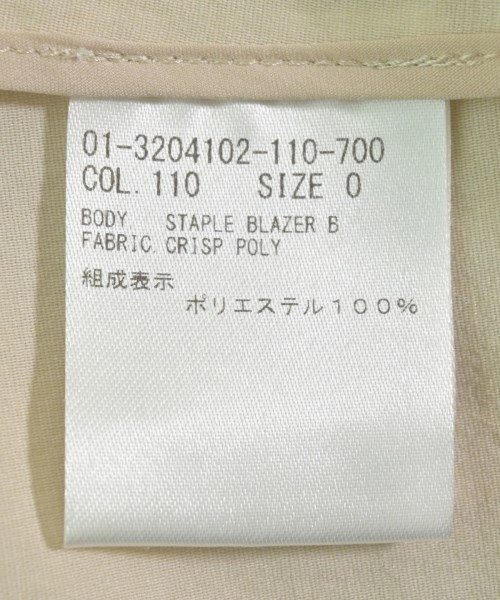 01-3204102-110-700
COL. 110 SIZE 0
BODY. STAPLE BLAZER B
FABRIC. CRISP POLY
組成表示
ポリエステル100%